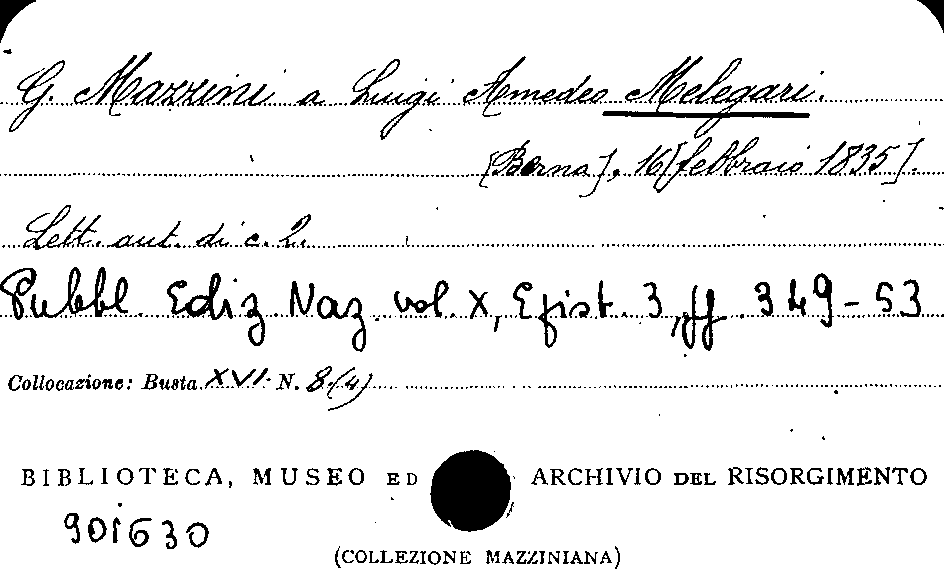 G. Mazzini a Luigi Amedeo Melegari.
[Berna], 16 [febbraio 1835].
Lett. aut. di c. 2.
Pubbl. Ediz. Naz. vol. X, Epist. 3, pp. 349-53
Collocazione: Busta XVI. N. 8.(4)
BIBLIOTECA, MUSEO ED ARCHIVIO DEL RISORGIMENTO
901630
(COLLEZIONE MAZZINIANA)